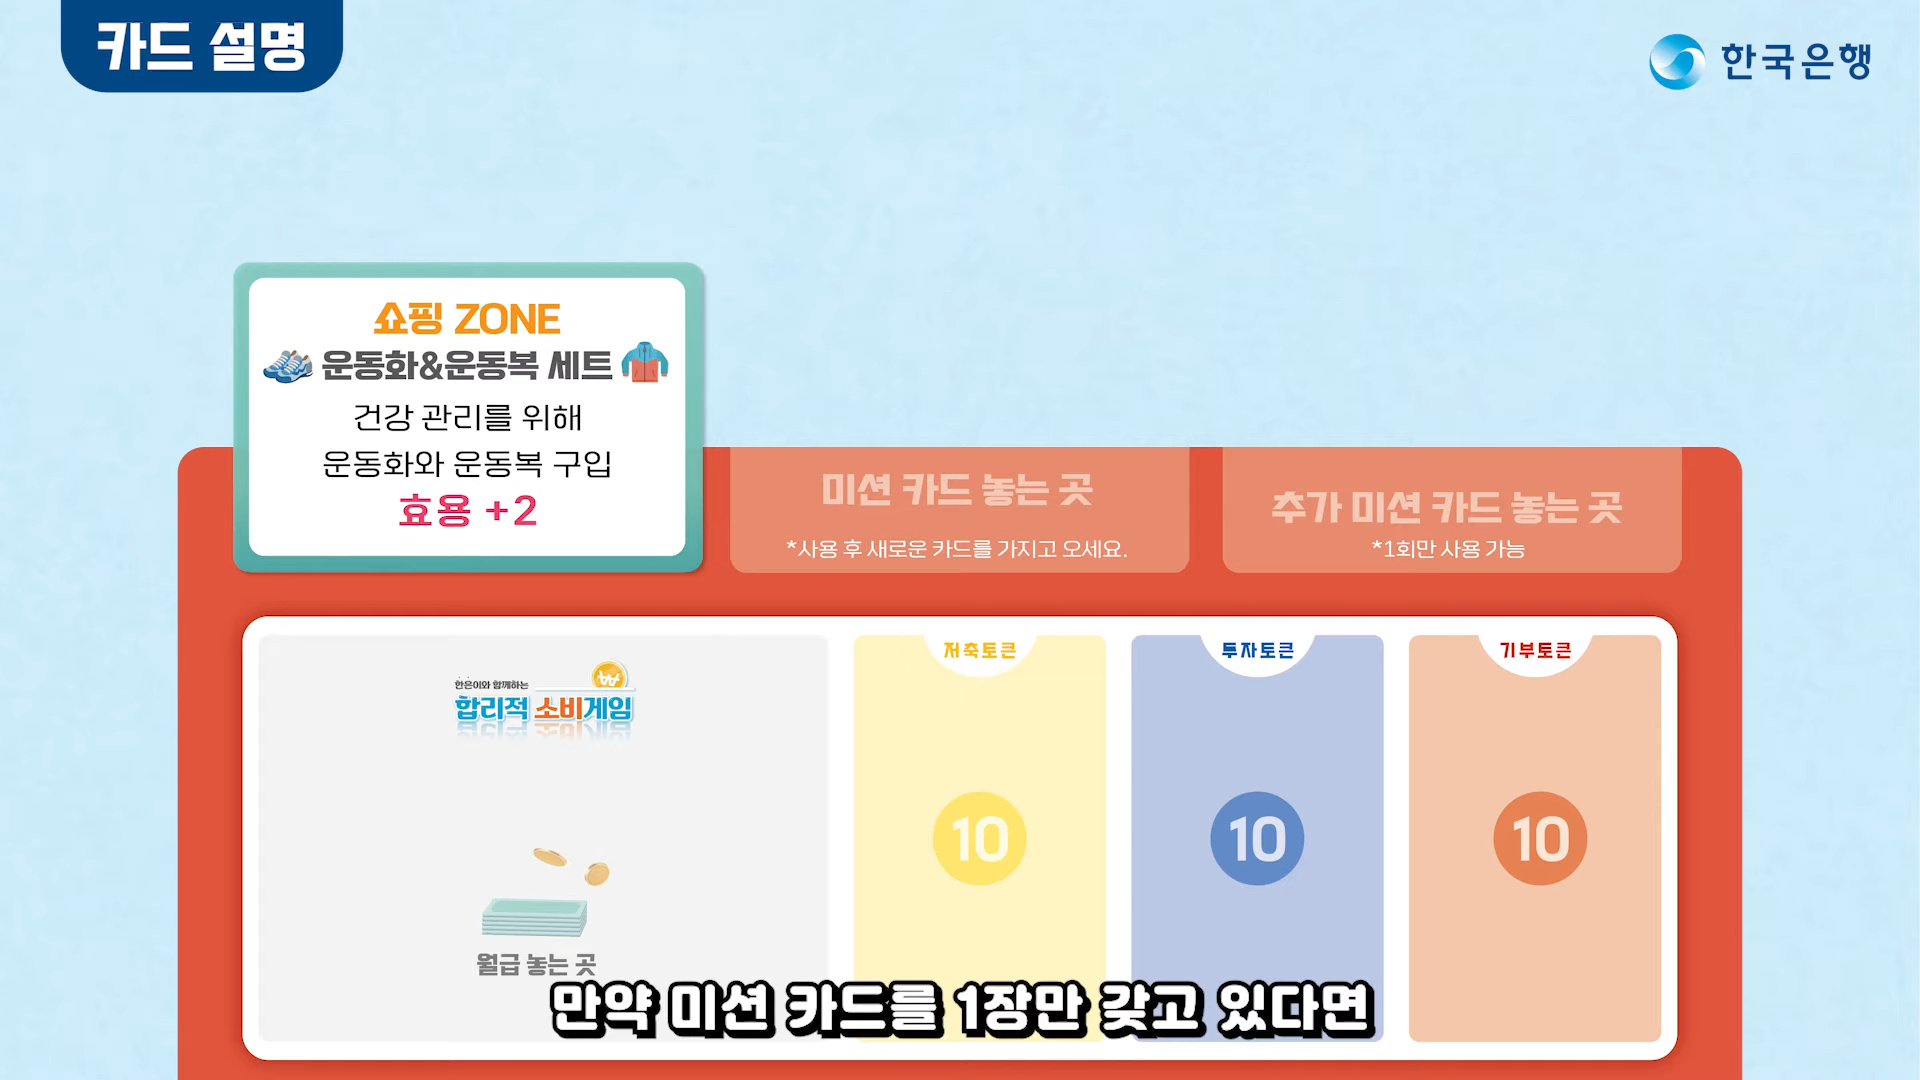 카드 설명
한국은행
쇼핑 ZONE
운동화&운동복 세트
건강 관리를 위해
운동화와 운동복 구입
효용 +2
미션 카드 놓는 곳
*사용 후 새로운 카드를 가지고 오세요.
추가 미션 카드 놓는 곳
*1회만 사용 가능
한은이와 함께하는
합리적 소비게임
월급 놓는 곳
저축토큰
10
투자토큰
10
기부토큰
10
만약 미션 카드를 1장만 갖고 있다면